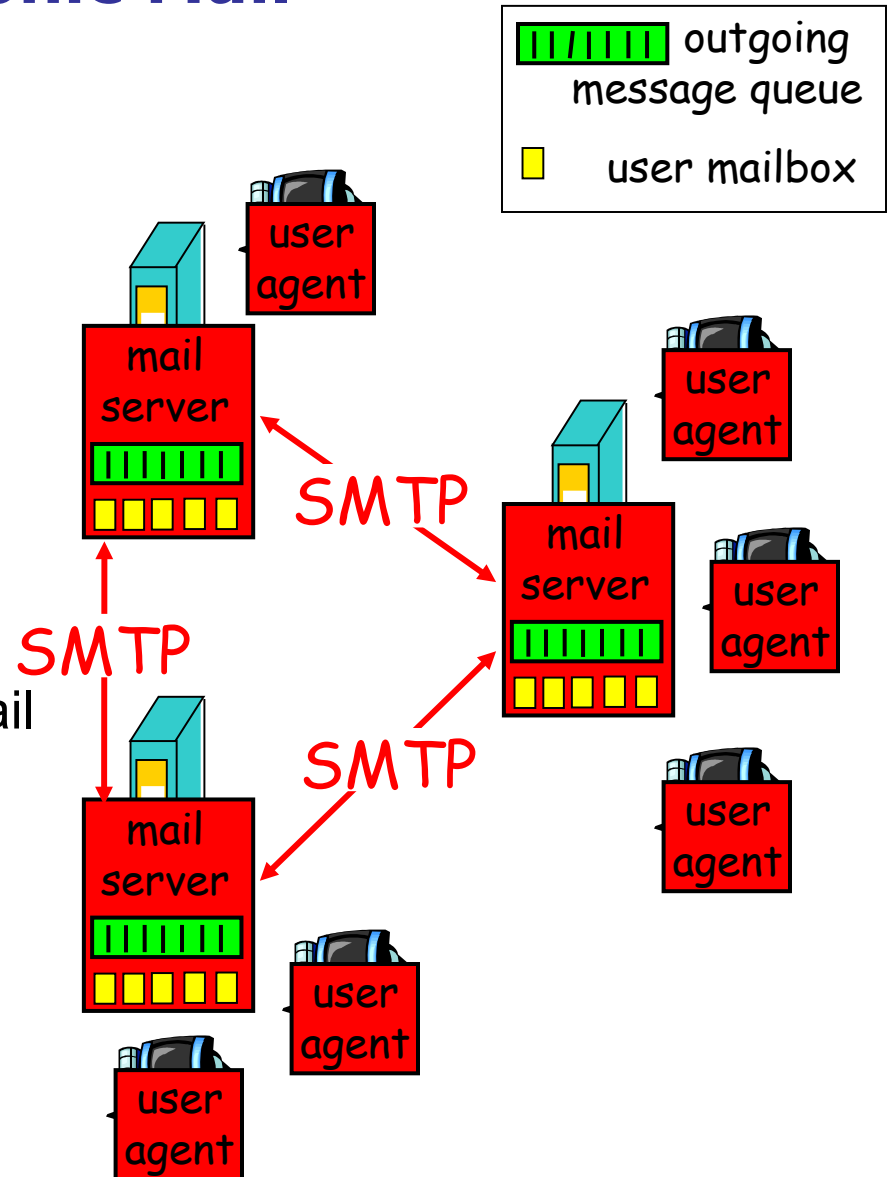 outgoing
message queue
user mailbox
user
agent
mail
server
user
agent
SMTP
mail
server
user
agent
SMTP
ail
SMTP
mail
server
user
agent
user
agent
user
agent